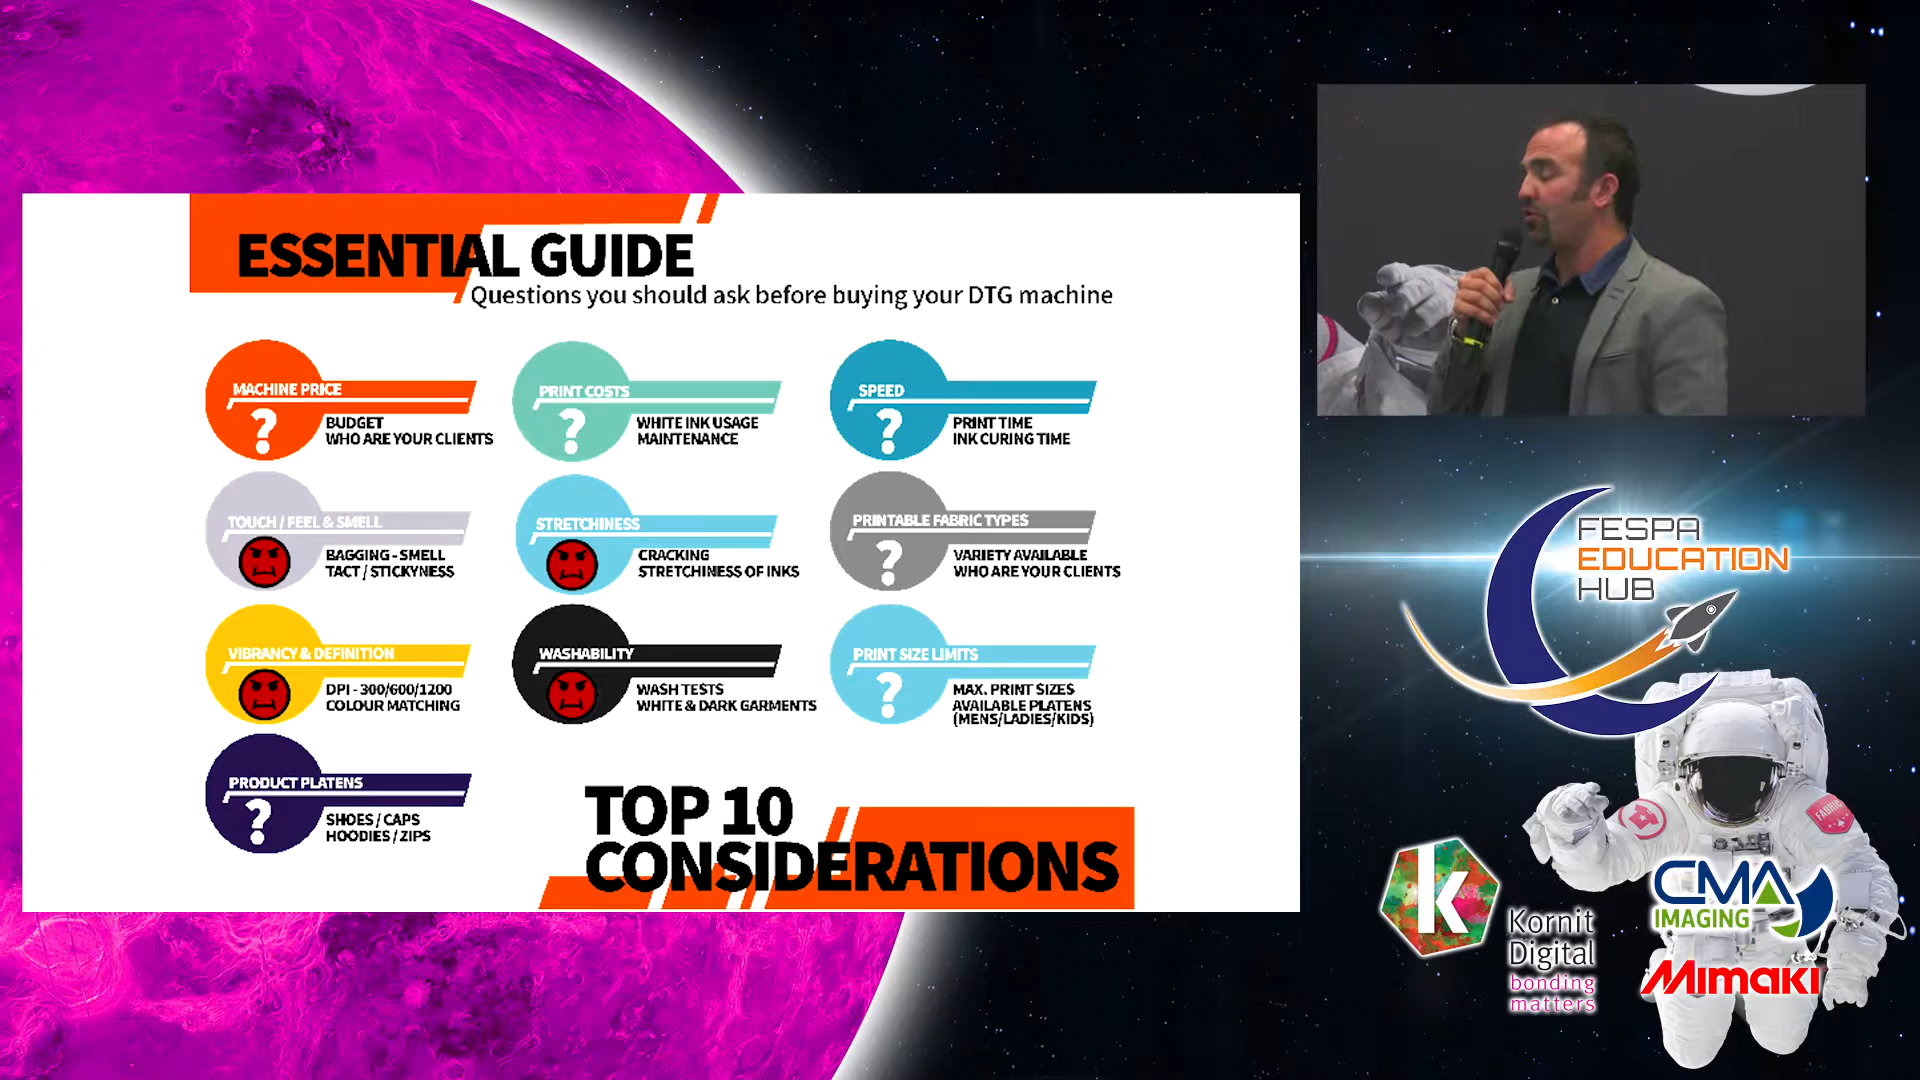 ESSENTIAL GUIDE
Questions you should ask before buying your DTG machine
MACHINE PRICE
?
BUDGET
WHO ARE YOUR CLIENTS
PRINT COSTS
?
WHITE INK USAGE
MAINTENANCE
SPEED
?
PRINT TIME
INK CURING TIME
TOUCH / FEEL & SMELL
BAGGING - SMELL
TACT / STICKYNESS
STRETCHINESS
CRACKING
STRETCHINESS OF INKS
PRINTABLE FABRIC TYPES
?
VARIETY AVAILABLE
WHO ARE YOUR CLIENTS
VIBRANCY & DEFINITION
DPI - 300/600/1200
COLOUR MATCHING
WASHABILITY
WASH TESTS
WHITE & DARK GARMENTS
PRINT SIZE LIMITS
?
MAX. PRINT SIZES
AVAILABLE PLATENS
(MENS/LADIES/KIDS)
PRODUCT PLATENS
?
SHOES / CAPS
HOODIES / ZIPS
TOP 10
CONSIDERATIONS
FESPA
EDUCATION
HUB
K
Kornit
Digital
bonding
matters
CMA
IMAGING
Mimaki